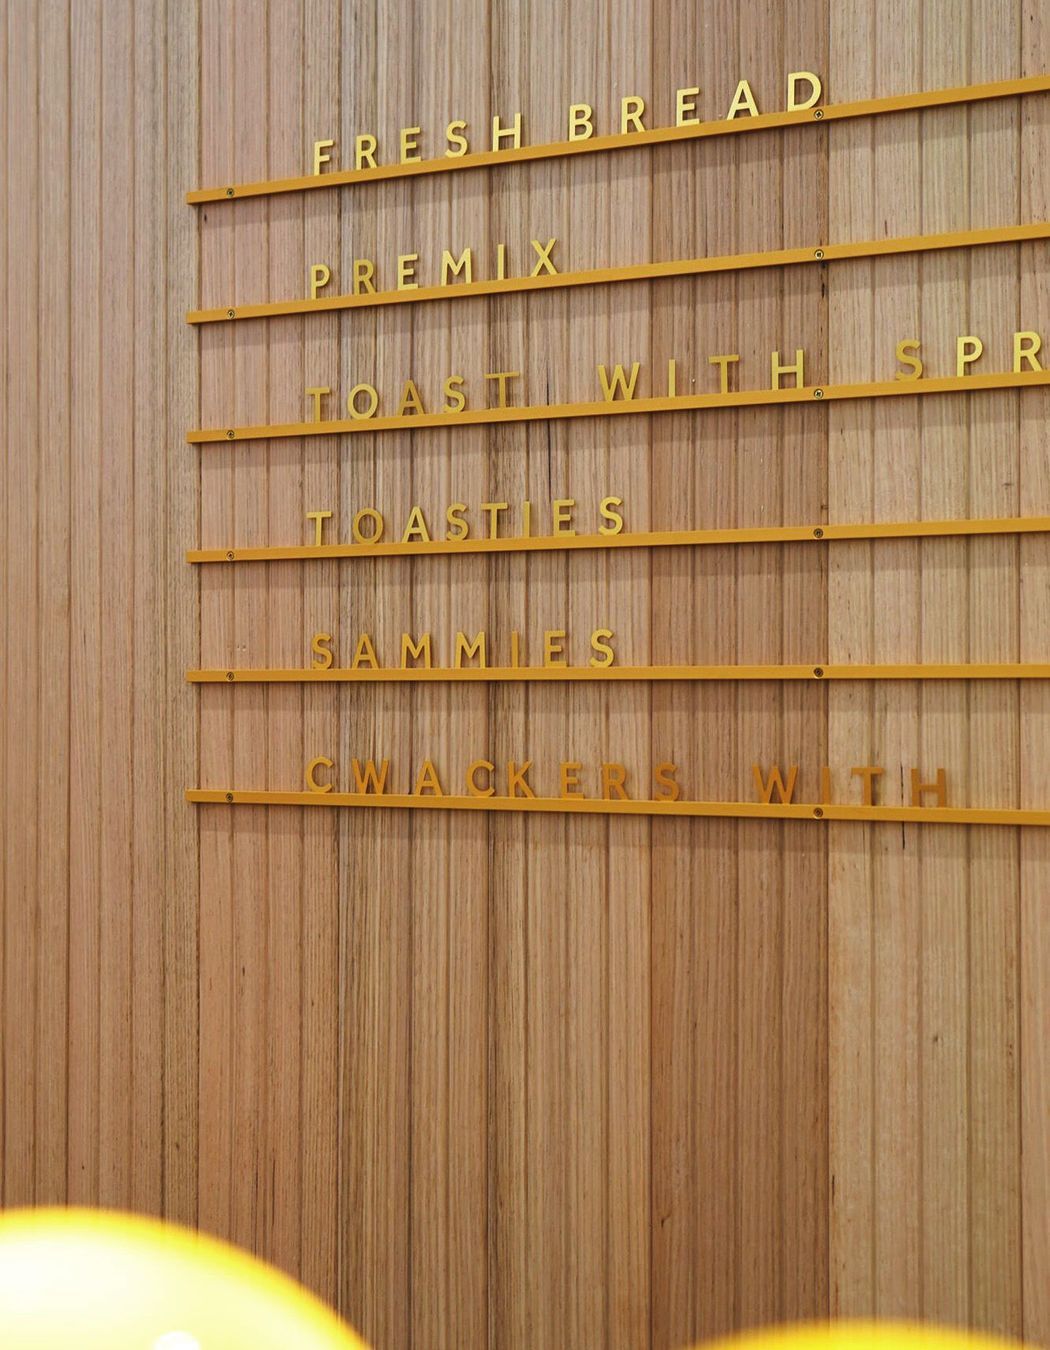 FRESH BREAD
PREMIX
TOAST WITH SPR
TOASTIES
SAMMIES
CWACKERS WITH